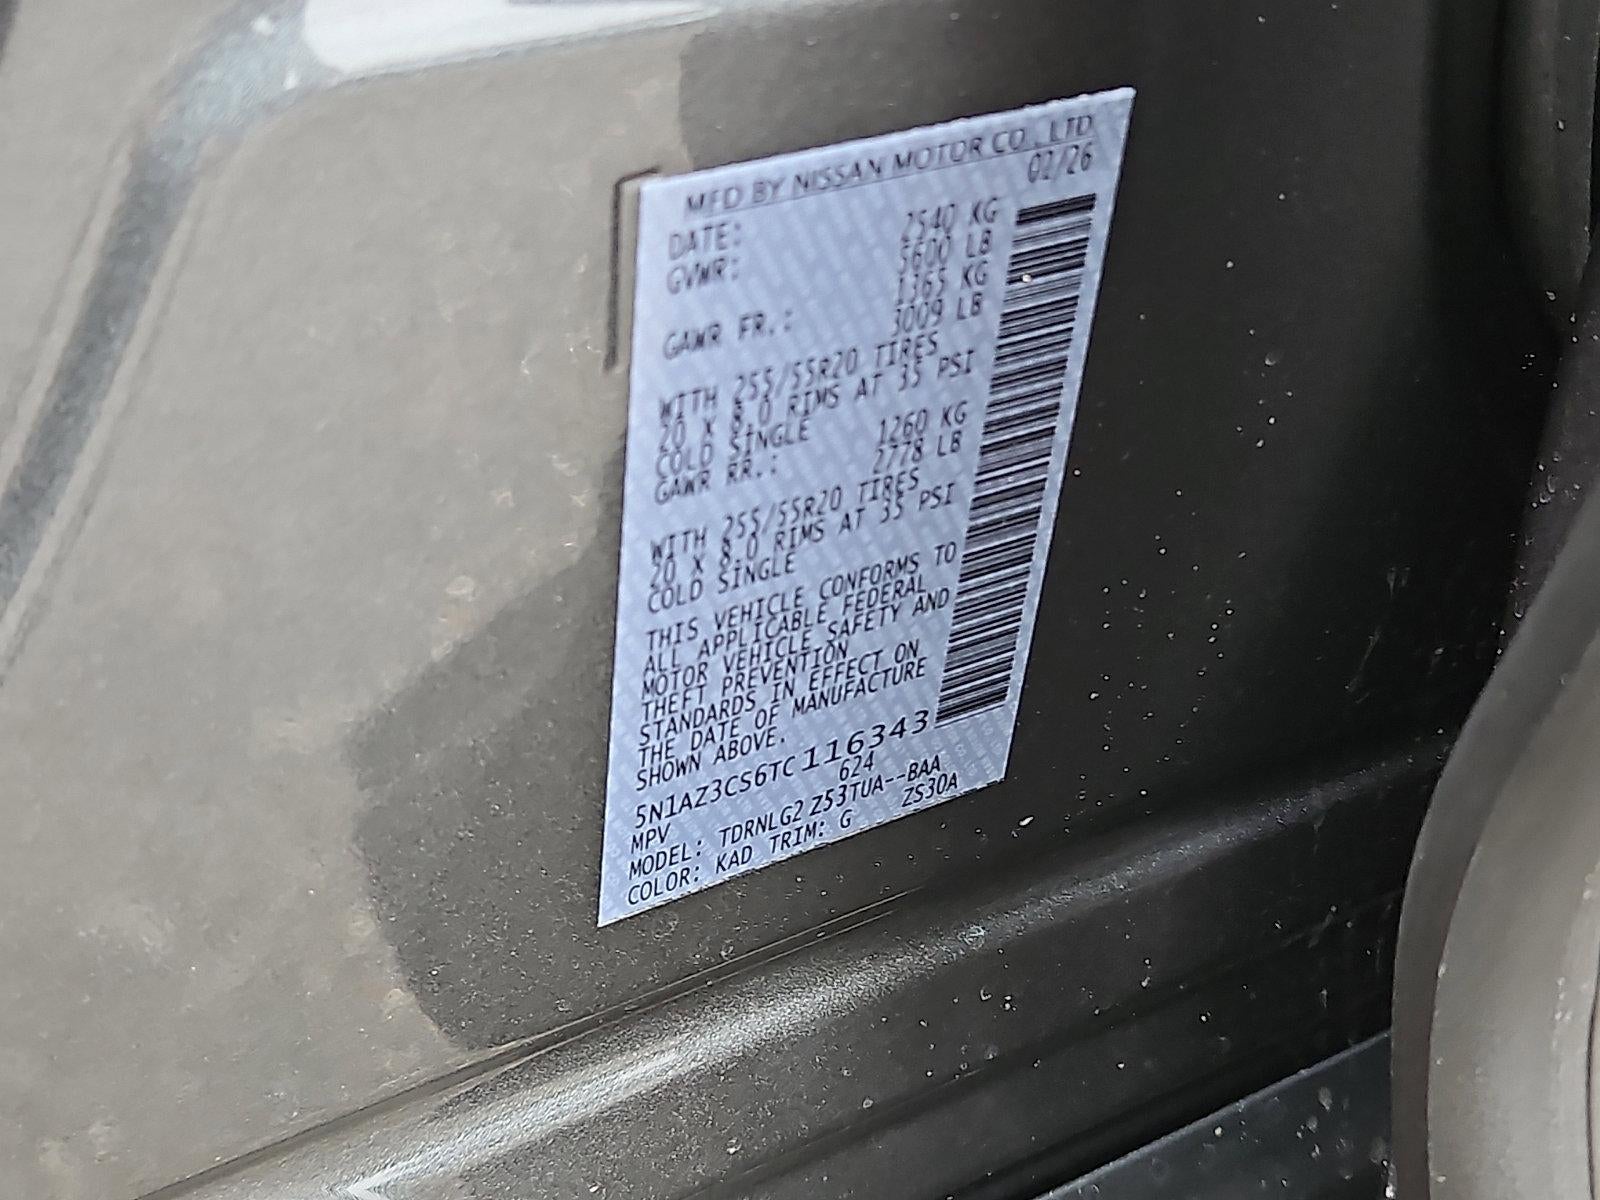 MFD BY NISSAN MOTOR CO., LTD.
DATE: 02/26
GVWR: 2540 KG
5600 LB
GAWR FR.: 1365 KG
3009 LB
WITH 255/55R20 TIRES
20 X 8.0 RIMS AT 35 PSI
COLD SINGLE
GAWR RR.: 1260 KG
2778 LB
WITH 255/55R20 TIRES
20 X 8.0 RIMS AT 35 PSI
COLD SINGLE
THIS VEHICLE CONFORMS TO
ALL APPLICABLE FEDERAL
MOTOR VEHICLE SAFETY AND
THEFT PREVENTION
STANDARDS IN EFFECT ON
THE DATE OF MANUFACTURE
SHOWN ABOVE.
5N1AZ3CS6TC116343
MPV 624
MODEL: TDRNLG2 Z53TUA--BAA
COLOR: KAD TRIM: G ZS30A